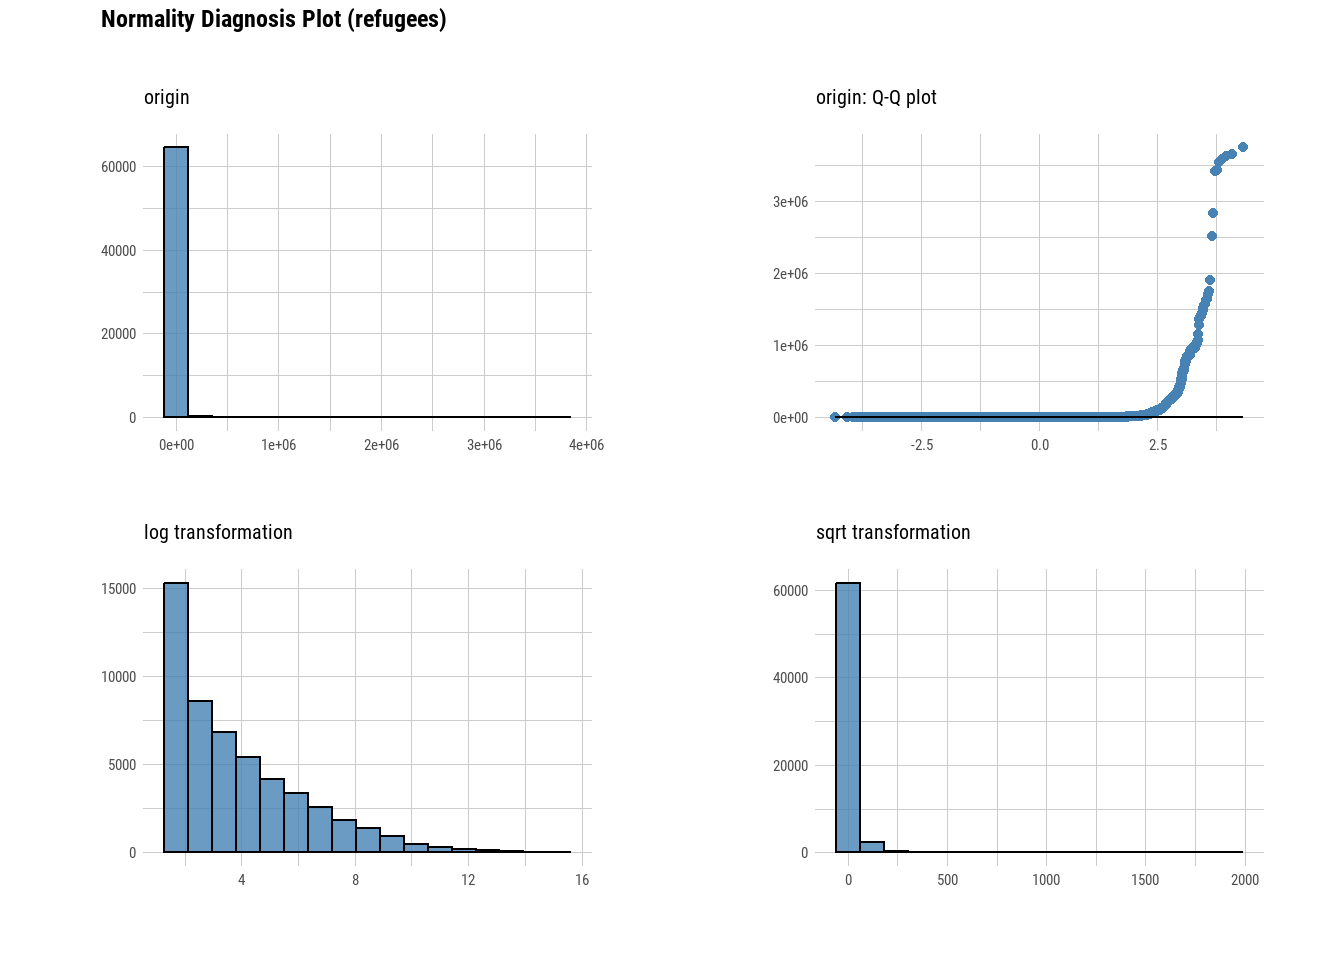 Normality Diagnosis Plot (refugees)
origin
60000
40000
20000
0
0e+00 1e+06 2e+06 3e+06 4e+06
origin: Q-Q plot
3e+06
2e+06
1e+06
0e+00
-2.5 0.0 2.5
log transformation
15000
10000
5000
0
4 8 12 16
sqrt transformation
60000
40000
20000
0
0 500 1000 1500 2000